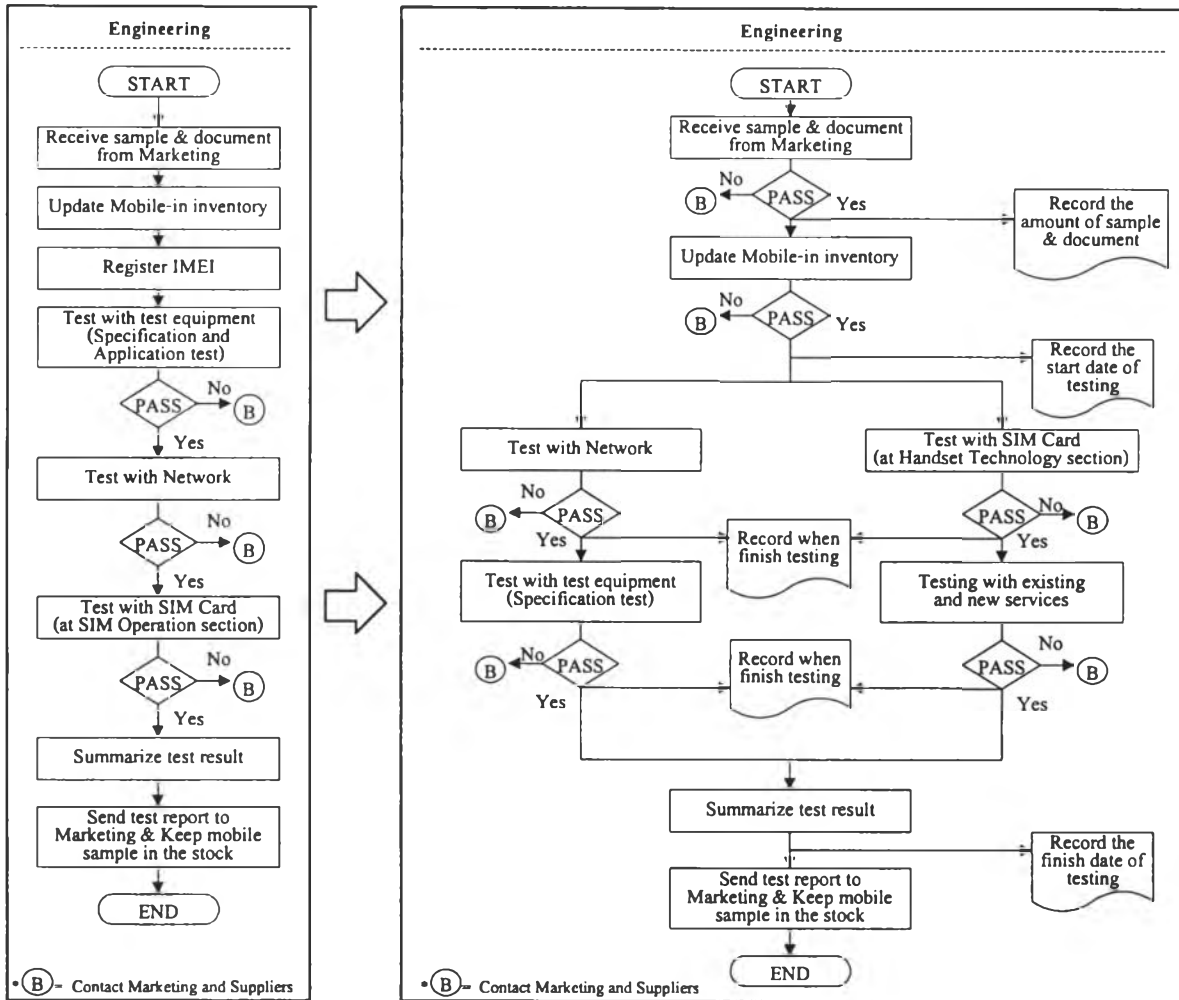 Engineering
START
Receive sample & document
from Marketing
Update Mobile-in inventory
Register IMEI
Test with test equipment
(Specification and
Application test)
PASS
No
B
Yes
Test with Network
PASS
No
B
Yes
Test with SIM Card
(at SIM Operation section)
PASS
No
B
Yes
Summarize test result
Send test report to
Marketing & Keep mobile
sample in the stock
END
• B = Contact Marketing and Suppliers
Engineering
START
Receive sample & document
from Marketing
No
B
PASS
Yes
Record the
amount of sample
& document
Update Mobile-in inventory
No
B
PASS
Yes
Record the
start date of
testing
Test with Network
Test with SIM Card
(at Handset Technology section)
No
B
PASS
Yes
PASS
No
B
Yes
Record when
finish testing
Test with test equipment
(Specification test)
Testing with existing
and new services
No
B
PASS
Yes
PASS
No
B
Yes
Record when
finish testing
Summarize test result
Record the
finish date of
testing
Send test report to
Marketing & Keep mobile
sample in the stock
END
• B = Contact Marketing and Suppliers